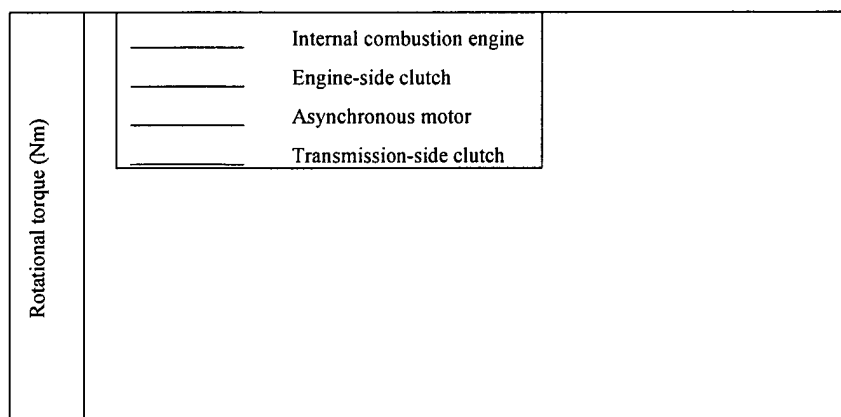 Internal combustion engine
Engine-side clutch
Asynchronous motor
Transmission-side clutch
Rotational torque (Nm)